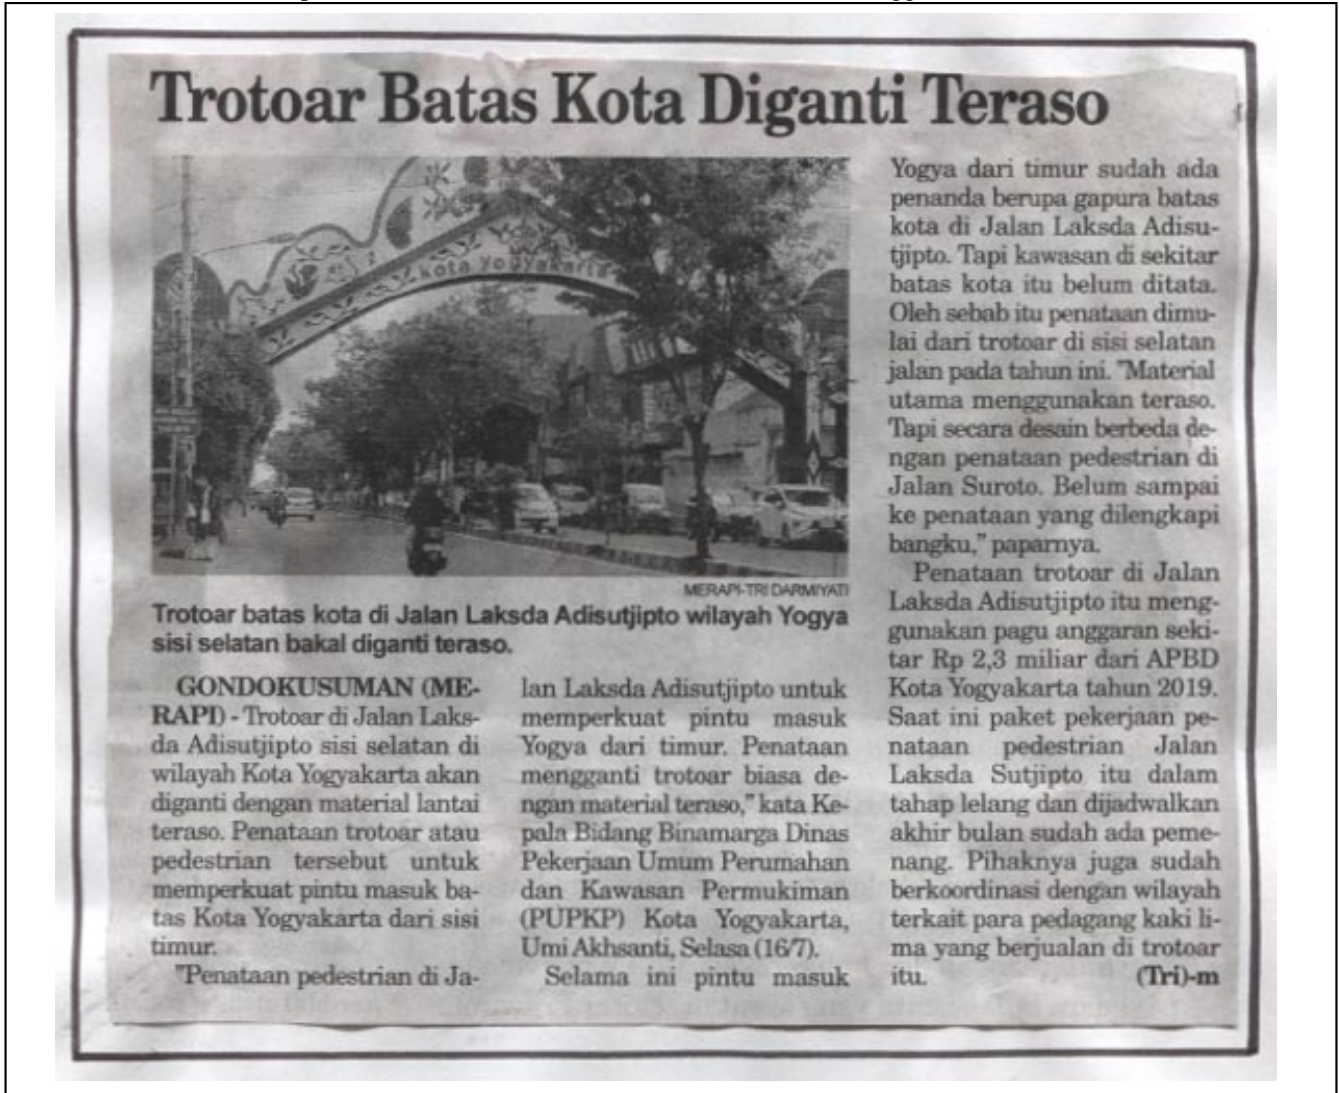 Trotoar Batas Kota Diganti Teraso
kota Yogyakarta
MERAPI-TRI DARMIYATI
Trotoar batas kota di Jalan Laksda Adisutjipto wilayah Yogya
sisi selatan bakal diganti teraso.
GONDOKUSUMAN (ME-
RAPI) - Trotoar di Jalan Laks-
da Adisutjipto sisi selatan di
wilayah Kota Yogyakarta akan
diganti dengan material lantai
teraso. Penataan trotoar atau
pedestrian tersebut untuk
memperkuat pintu masuk ba-
tas Kota Yogyakarta dari sisi
timur.
"Penataan pedestrian di Ja-
lan Laksda Adisutjipto untuk
memperkuat pintu masuk
Yogya dari timur. Penataan
mengganti trotoar biasa de-
ngan material teraso," kata Ke-
pala Bidang Binamarga Dinas
Pekerjaan Umum Perumahan
dan Kawasan Permukiman
(PUPKP) Kota Yogyakarta,
Umi Akhsanti, Selasa (16/7).
Selama ini pintu masuk
Yogya dari timur sudah ada
penanda berupa gapura batas
kota di Jalan Laksda Adisu-
tjipto. Tapi kawasan di sekitar
batas kota itu belum ditata.
Oleh sebab itu penataan dimu-
lai dari trotoar di sisi selatan
jalan pada tahun ini. "Material
utama menggunakan teraso.
Tapi secara desain berbeda de-
ngan penataan pedestrian di
Jalan Suroto. Belum sampai
ke penataan yang dilengkapi
bangku," paparnya.
Penataan trotoar di Jalan
Laksda Adisutjipto itu meng-
gunakan pagu anggaran seki-
tar Rp 2,3 miliar dari APBD
Kota Yogyakarta tahun 2019.
Saat ini paket pekerjaan pe-
nataan pedestrian Jalan
Laksda Sutjipto itu dalam
tahap lelang dan dijadwalkan
akhir bulan sudah ada peme-
nang. Pihaknya juga sudah
berkoordinasi dengan wilayah
terkait para pedagang kaki li-
ma yang berjualan di trotoar
itu. (Tri)-m